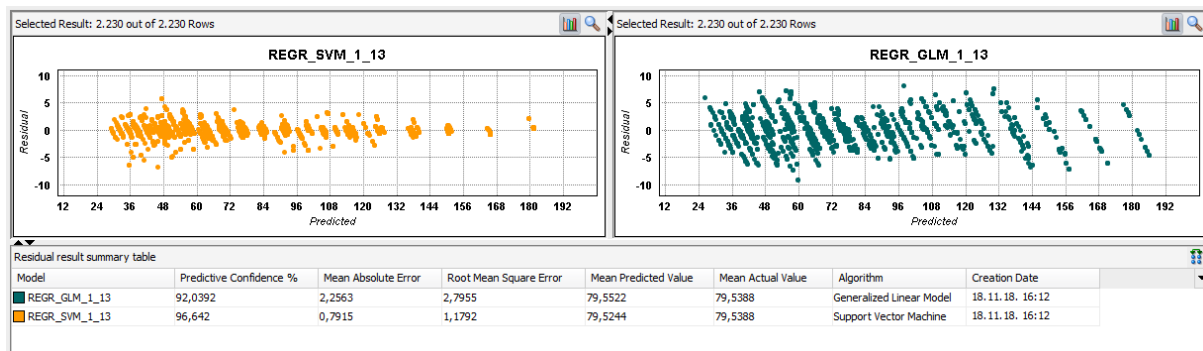 Selected Result: 2.230 out of 2.230 Rows
REGR_SVM_1_13
10
5
0
-5
-10
Residual
12 24 36 48 60 72 84 96 108 120 132 144 156 168 180 192
Predicted
Selected Result: 2.230 out of 2.230 Rows
REGR_GLM_1_13
10
5
0
-5
-10
Residual
12 24 36 48 60 72 84 96 108 120 132 144 156 168 180 192
Predicted
Residual result summary table
Model Predictive Confidence % Mean Absolute Error Root Mean Square Error Mean Predicted Value Mean Actual Value Algorithm Creation Date
REGR_GLM_1_13 92,0392 2,2563 2,7955 79,5522 79,5388 Generalized Linear Model 18.11.18. 16:12
REGR_SVM_1_13 96,642 0,7915 1,1792 79,5244 79,5388 Support Vector Machine 18.11.18. 16:12